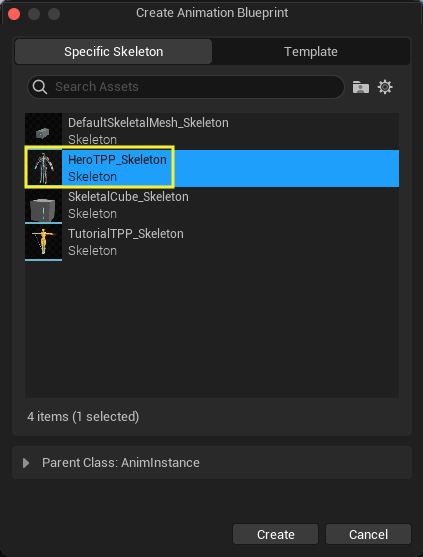 Create Animation Blueprint
Specific Skeleton
Template
Search Assets
DefaultSkeletalMesh_Skeleton
Skeleton
HeroTPP_Skeleton
Skeleton
SkeletalCube_Skeleton
Skeleton
TutorialTPP_Skeleton
Skeleton
4 items (1 selected)
Parent Class: AnimInstance
Create
Cancel